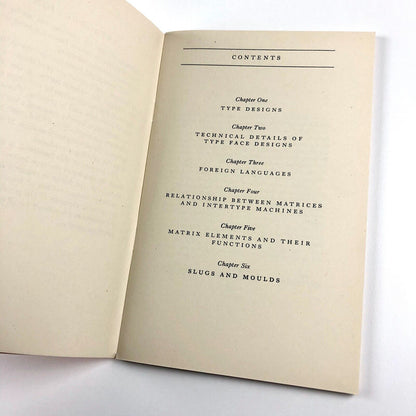 CONTENTS
Chapter One
TYPE DESIGNS
Chapter Two
TECHNICAL DETAILS OF
TYPE FACE DESIGNS
Chapter Three
FOREIGN LANGUAGES
Chapter Four
RELATIONSHIP BETWEEN MATRICES
AND INTERTYPE MACHINES
Chapter Five
MATRIX ELEMENTS AND THEIR
FUNCTIONS
Chapter Six
SLUGS AND MOULDS